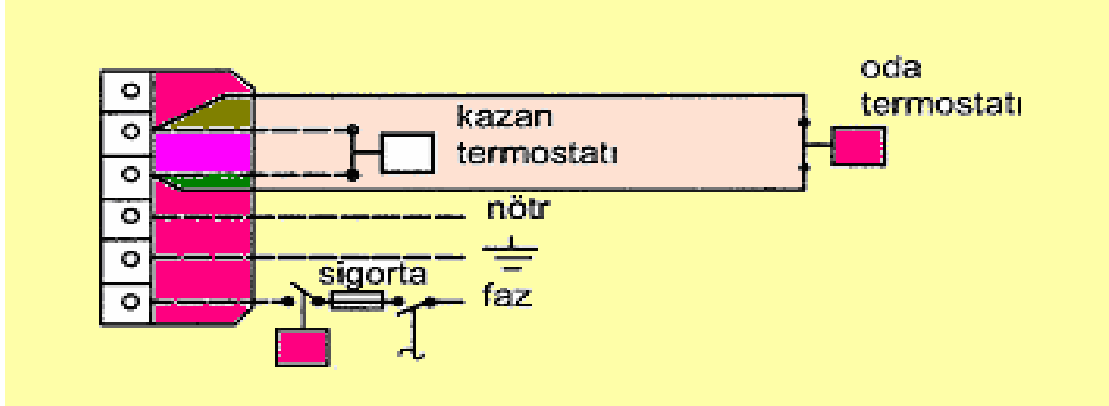 oda
termostatı
kazan
termostatı
nötr
sigorta
faz